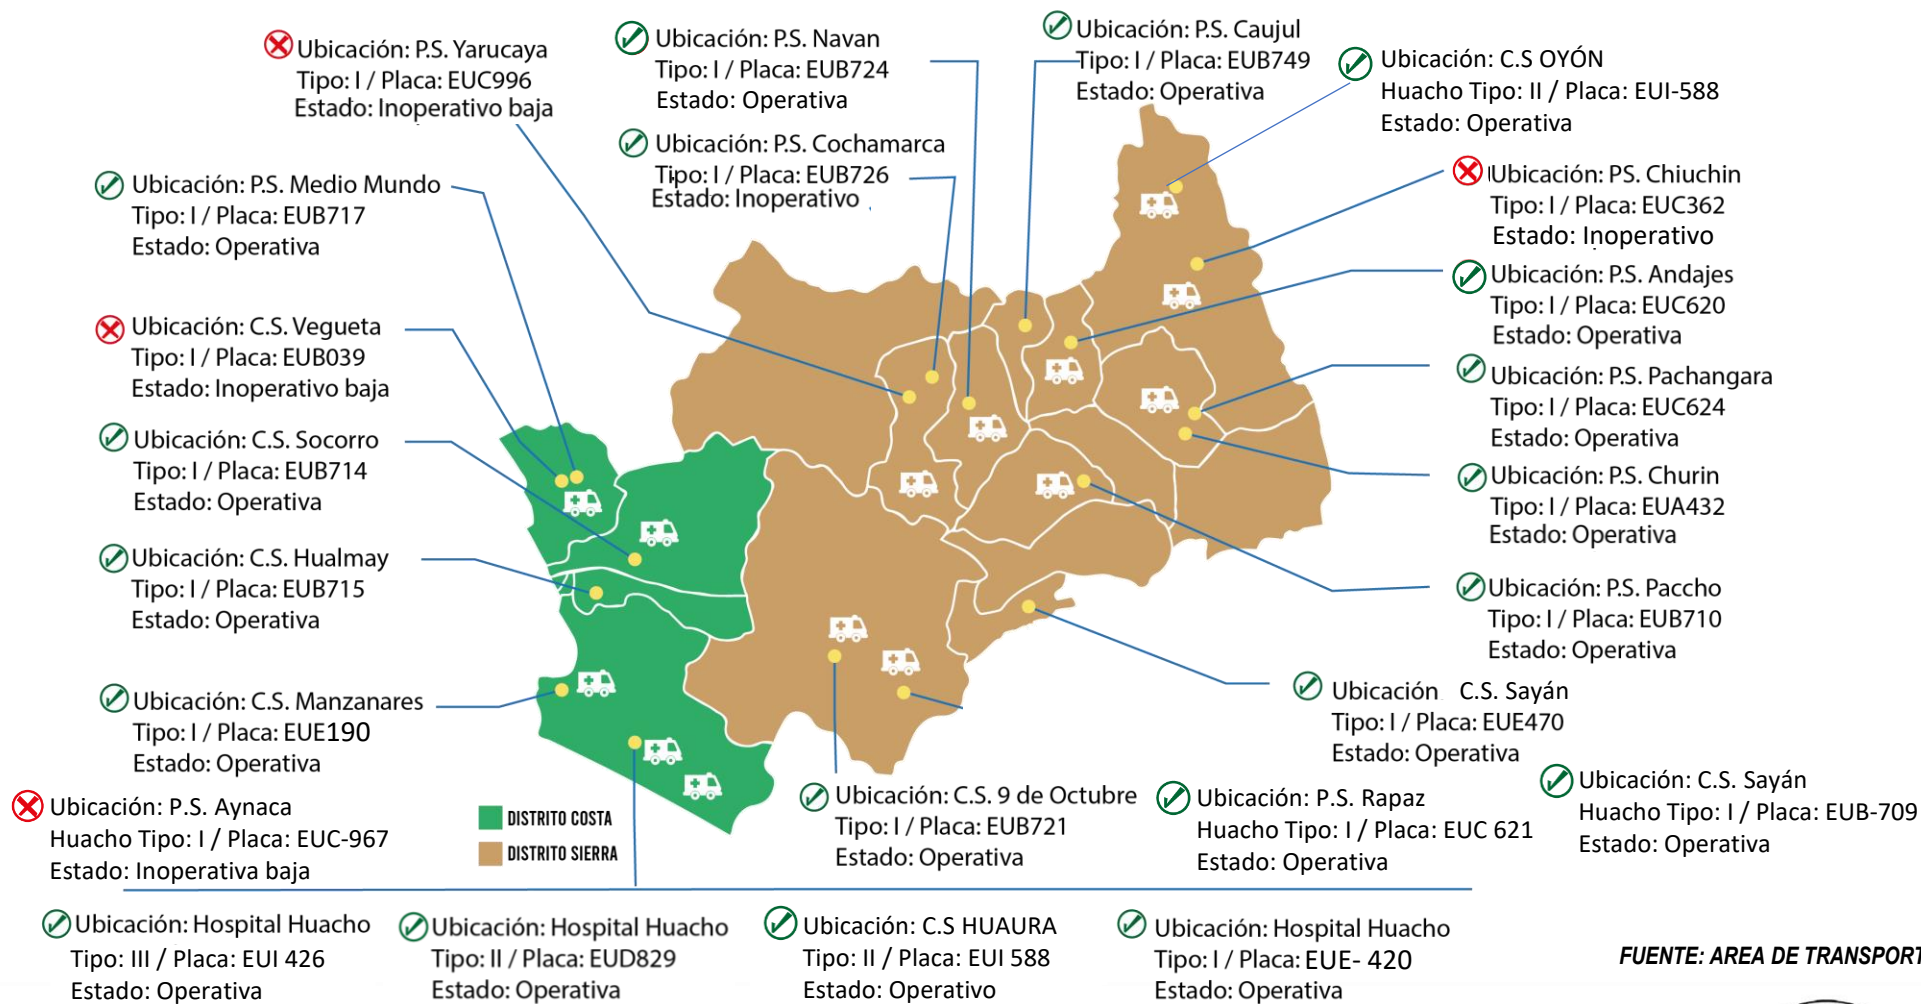 Ubicación: P.S. Yarucaya
Tipo: I / Placa: EUC996
Estado: Inoperativo baja
Ubicación: P.S. Navan
Tipo: I / Placa: EUB724
Estado: Operativa
Ubicación: P.S. Caujul
Tipo: I / Placa: EUB749
Estado: Operativa
Ubicación: C.S OYÓN
Huacho Tipo: II / Placa: EUI-588
Estado: Operativa
Ubicación: P.S. Cochamarca
Tipo: I / Placa: EUB726
Estado: Inoperativo
Ubicación: P.S. Medio Mundo
Tipo: I / Placa: EUB717
Estado: Operativa
Ubicación: PS. Chiuchin
Tipo: I / Placa: EUC362
Estado: Inoperativo
Ubicación: P.S. Andajes
Tipo: I / Placa: EUC620
Estado: Operativa
Ubicación: C.S. Vegueta
Tipo: I / Placa: EUB039
Estado: Inoperativo baja
Ubicación: P.S. Pachangara
Tipo: I / Placa: EUC624
Estado: Operativa
Ubicación: C.S. Socorro
Tipo: I / Placa: EUB714
Estado: Operativa
Ubicación: P.S. Churin
Tipo: I / Placa: EUA432
Estado: Operativa
Ubicación: C.S. Hualmay
Tipo: I / Placa: EUB715
Estado: Operativa
Ubicación: P.S. Paccho
Tipo: I / Placa: EUB710
Estado: Operativa
Ubicación: C.S. Manzanares
Tipo: I / Placa: EUE190
Estado: Operativa
Ubicación C.S. Sayán
Tipo: I / Placa: EUE470
Estado: Operativa
Ubicación: P.S. Aynaca
Huacho Tipo: I / Placa: EUC-967
Estado: Inoperativa baja
DISTRITO COSTA
DISTRITO SIERRA
Ubicación: C.S. 9 de Octubre
Tipo: I / Placa: EUB721
Estado: Operativa
Ubicación: P.S. Rapaz
Huacho Tipo: I / Placa: EUC 621
Estado: Operativa
Ubicación: C.S. Sayán
Huacho Tipo: I / Placa: EUB-709
Estado: Operativa
Ubicación: Hospital Huacho
Tipo: III / Placa: EUI 426
Estado: Operativa
Ubicación: Hospital Huacho
Tipo: II / Placa: EUD829
Estado: Operativa
Ubicación: C.S HUAURA
Tipo: II / Placa: EUI 588
Estado: Operativo
Ubicación: Hospital Huacho
Tipo: I / Placa: EUE- 420
Estado: Operativa
FUENTE: AREA DE TRANSPORT